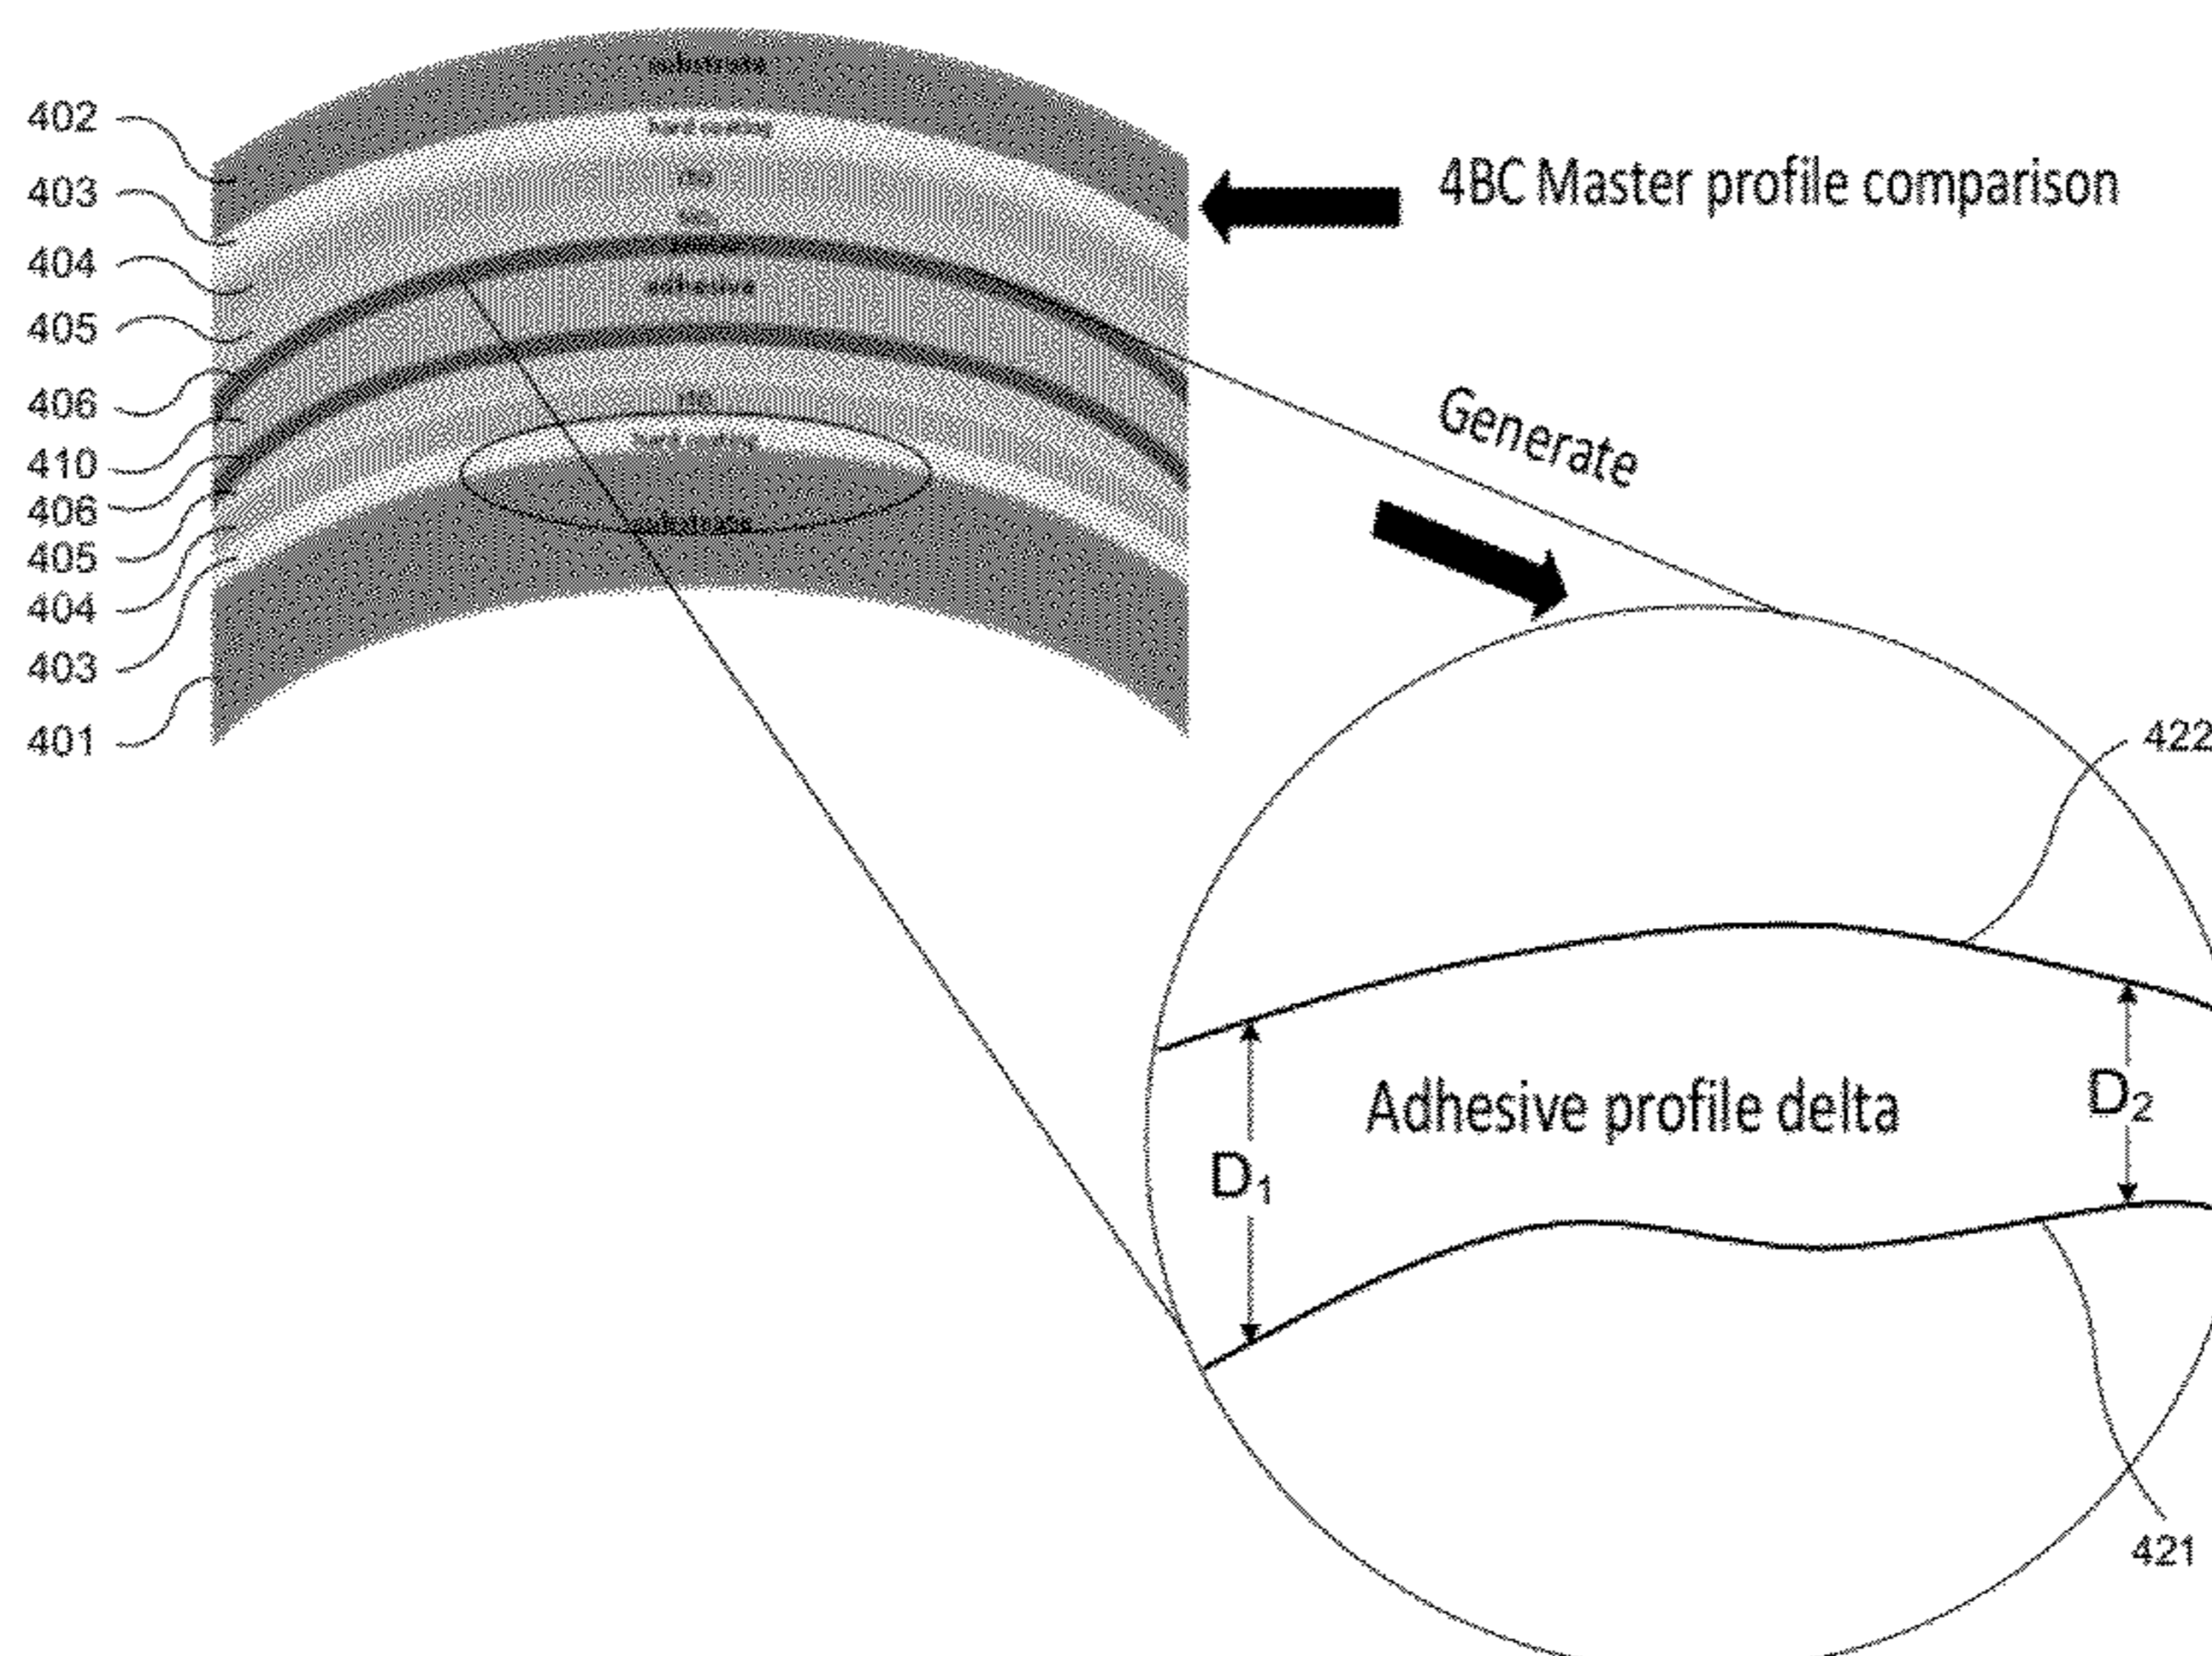 substrate
hard coating
adhesive
hard coating
substrate
402
403
404
405
406
410
406
405
404
403
401
4BC Master profile comparison
Generate
422
Adhesive profile delta
D₁
D₂
421